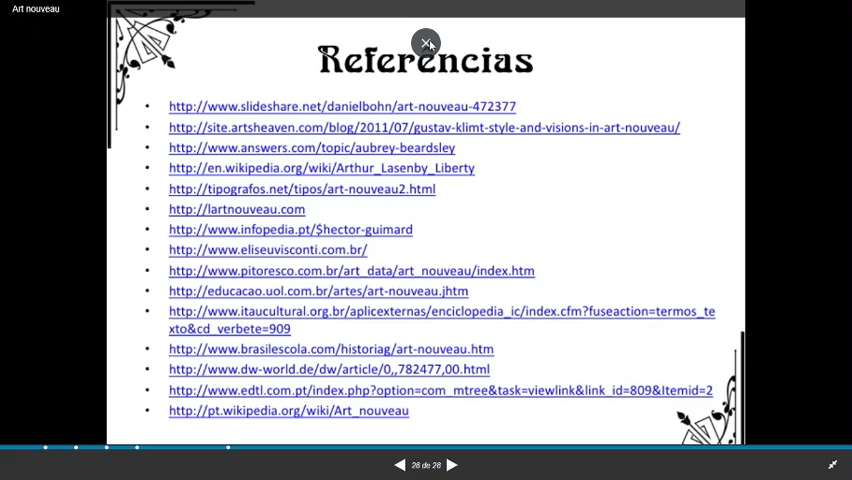 Art nouveau
Referências
• http://www.slideshare.net/danielbohn/art-nouveau-472377
• http://site.artsheaven.com/blog/2011/07/gustav-klimt-style-and-visions-in-art-nouveau/
• http://www.answers.com/topic/aubrey-beardsley
• http://en.wikipedia.org/wiki/Arthur_Lasenby_Liberty
• http://tipografos.net/tipos/art-nouveau2.html
• http://lartnouveau.com
• http://www.infopedia.pt/$hector-guimard
• http://www.eliseuvisconti.com.br/
• http://www.pitoresco.com.br/art_data/art_nouveau/index.htm
• http://educacao.uol.com.br/artes/art-nouveau.jhtm
• http://www.itaucultural.org.br/aplicexternas/enciclopedia_ic/index.cfm?fuseaction=termos_te
xto&cd_verbete=909
• http://www.brasilescola.com/historiag/art-nouveau.htm
• http://www.dw-world.de/dw/article/0,,782477,00.html
• http://www.edtl.com.pt/index.php?option=com_mtree&task=viewlink&link_id=809&Itemid=2
• http://pt.wikipedia.org/wiki/Art_nouveau
28 de 28